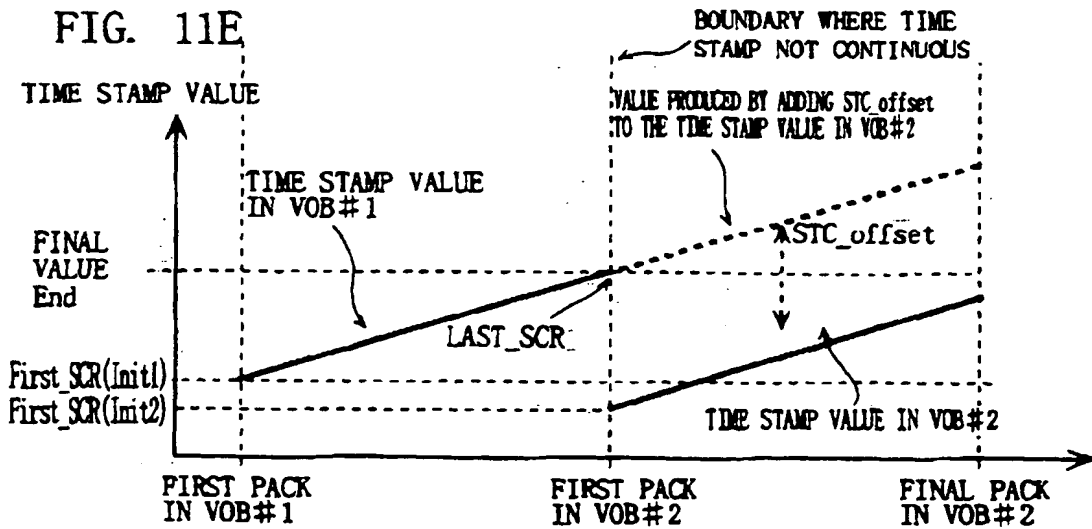 FIG. 11E
BOUNDARY WHERE TIME
STAMP NOT CONTINUOUS
TIME STAMP VALUE
VALUE PRODUCED BY ADDING STC_offset
TO THE TIME STAMP VALUE IN VOB#2
TIME STAMP VALUE
IN VOB#1
FINAL
VALUE
End
STC_offset
LAST_SCR
First_SCR(Init1)
First_SCR(Init2)
TIME STAMP VALUE IN VOB#2
FIRST PACK
IN VOB#1
FIRST PACK
IN VOB#2
FINAL PACK
IN VOB#2